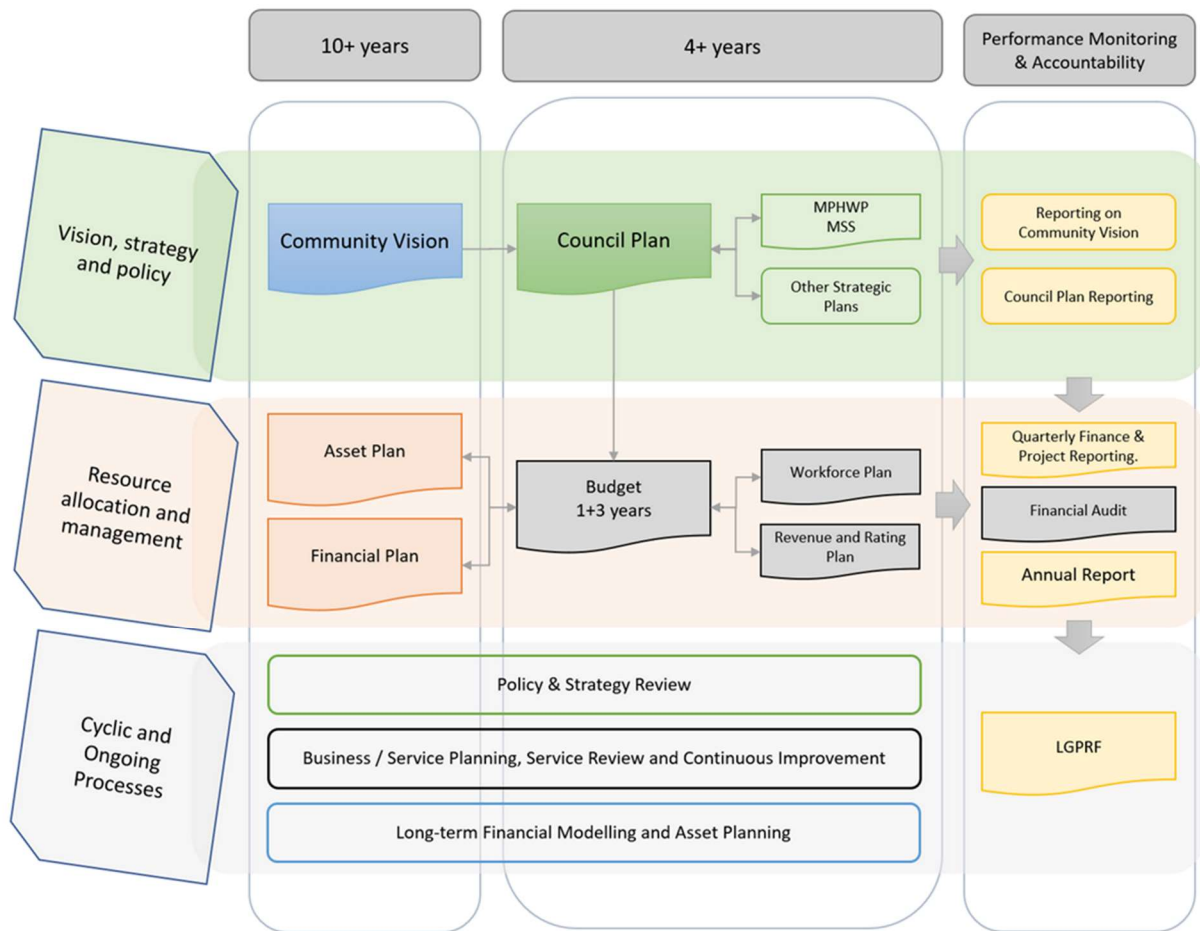 10+ years
4+ years
Performance Monitoring
& Accountability
Vision, strategy
and policy
Community Vision
Council Plan
MPHWP
MSS
Other Strategic
Plans
Reporting on
Community Vision
Council Plan Reporting
Resource
allocation and
management
Asset Plan
Financial Plan
Budget
1+3 years
Workforce Plan
Revenue and Rating
Plan
Quarterly Finance &
Project Reporting.
Financial Audit
Annual Report
Cyclic and
Ongoing
Processes
Policy & Strategy Review
Business / Service Planning, Service Review and Continuous Improvement
Long-term Financial Modelling and Asset Planning
LGPRF